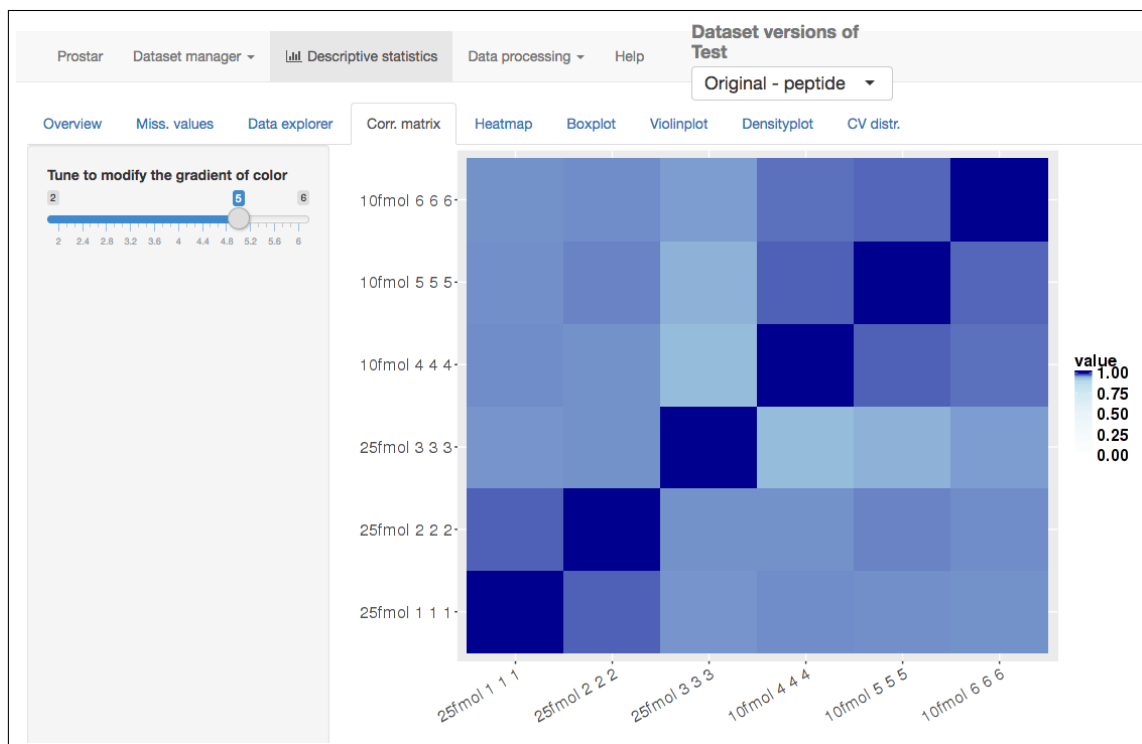 Prostar Dataset manager Descriptive statistics Data processing Help
Dataset versions of
Test
Original - peptide
Overview Miss. values Data explorer Corr. matrix Heatmap Boxplot Violinplot Densityplot CV distr.
Tune to modify the gradient of color
2 5 6
2 2.4 2.8 3.2 3.6 4 4.4 4.8 5.2 5.6 6
10fmol 6 6 6
10fmol 5 5 5
10fmol 4 4 4
25fmol 3 3 3
25fmol 2 2 2
25fmol 1 1 1
25fmol 1 1 1
25fmol 2 2 2
25fmol 3 3 3
10fmol 4 4 4
10fmol 5 5 5
10fmol 6 6 6
value
1.00
0.75
0.50
0.25
0.00